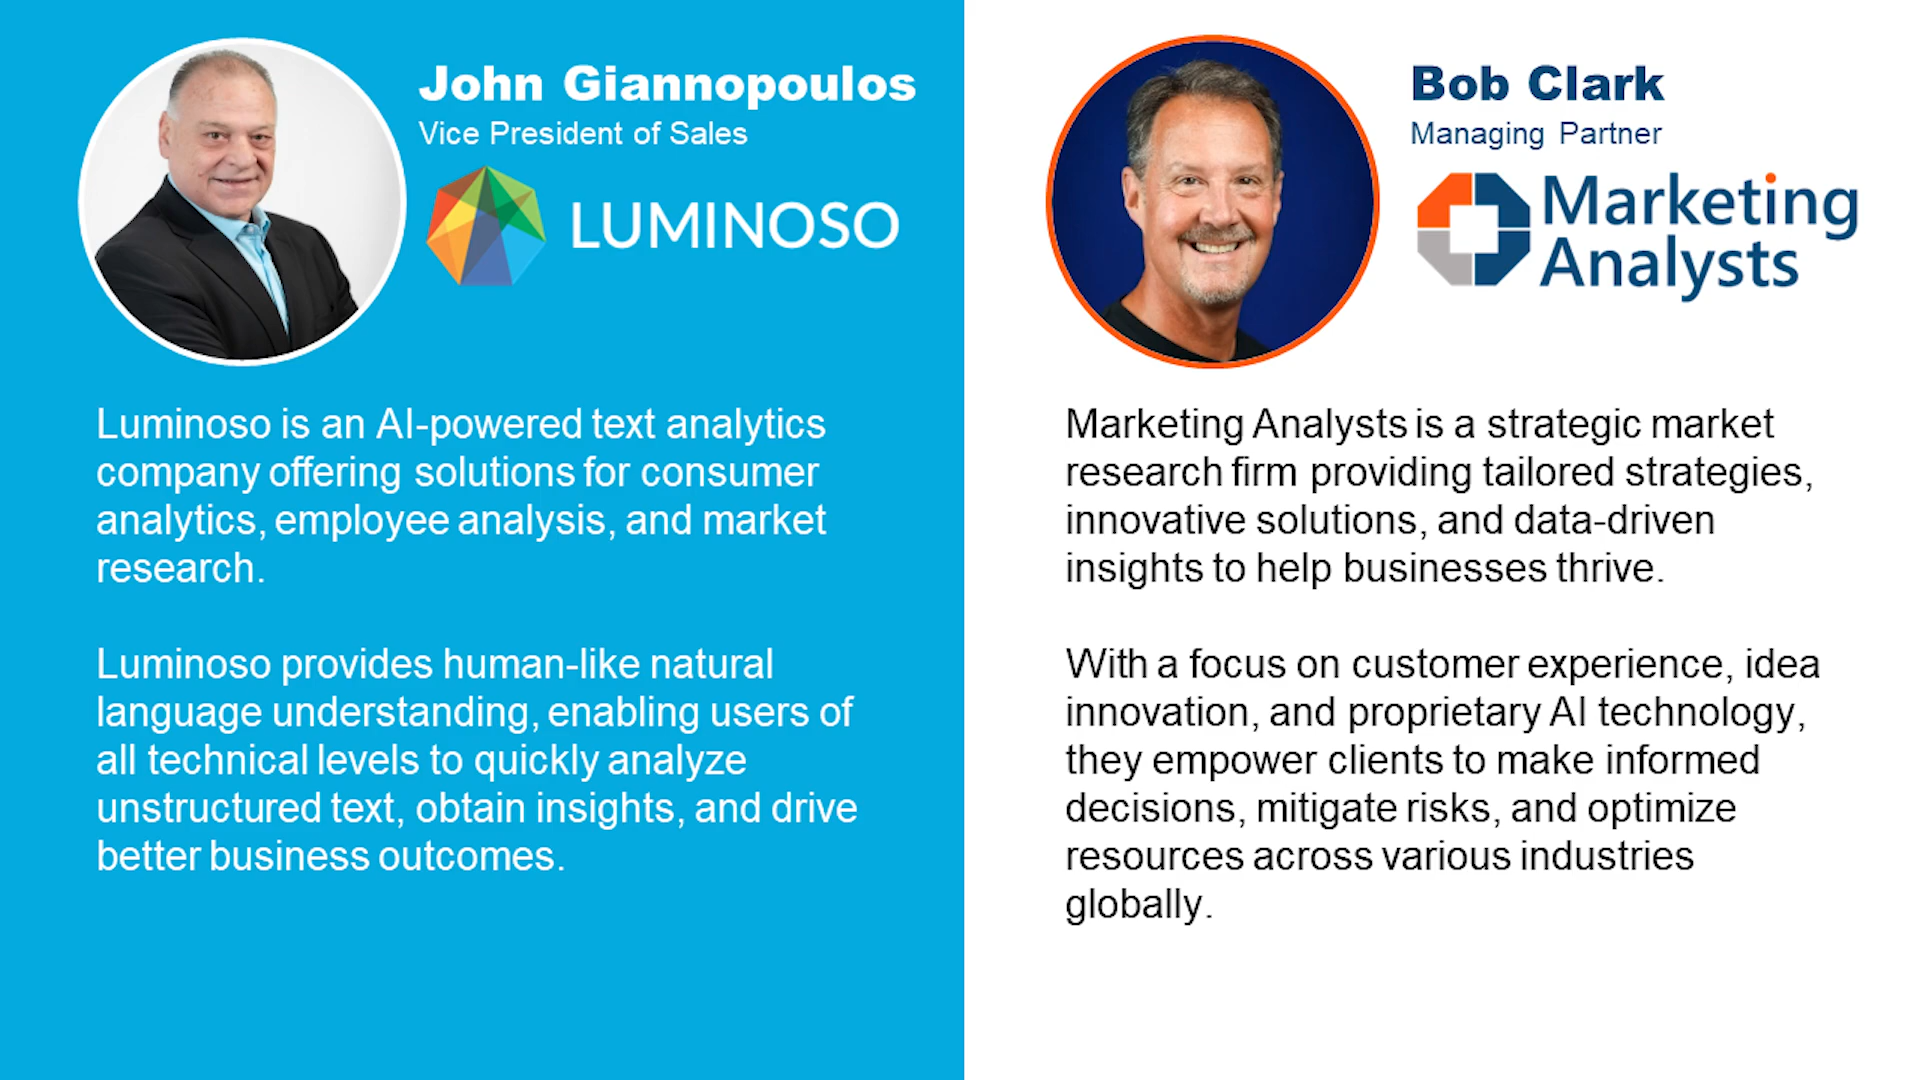 John Giannopoulos
Vice President of Sales
LUMINOSO
Luminoso is an AI-powered text analytics
company offering solutions for consumer
analytics, employee analysis, and market
research.
Luminoso provides human-like natural
language understanding, enabling users of
all technical levels to quickly analyze
unstructured text, obtain insights, and drive
better business outcomes.
Bob Clark
Managing Partner
Marketing
Analysts
Marketing Analysts is a strategic market
research firm providing tailored strategies,
innovative solutions, and data-driven
insights to help businesses thrive.
With a focus on customer experience, idea
innovation, and proprietary AI technology,
they empower clients to make informed
decisions, mitigate risks, and optimize
resources across various industries
globally.